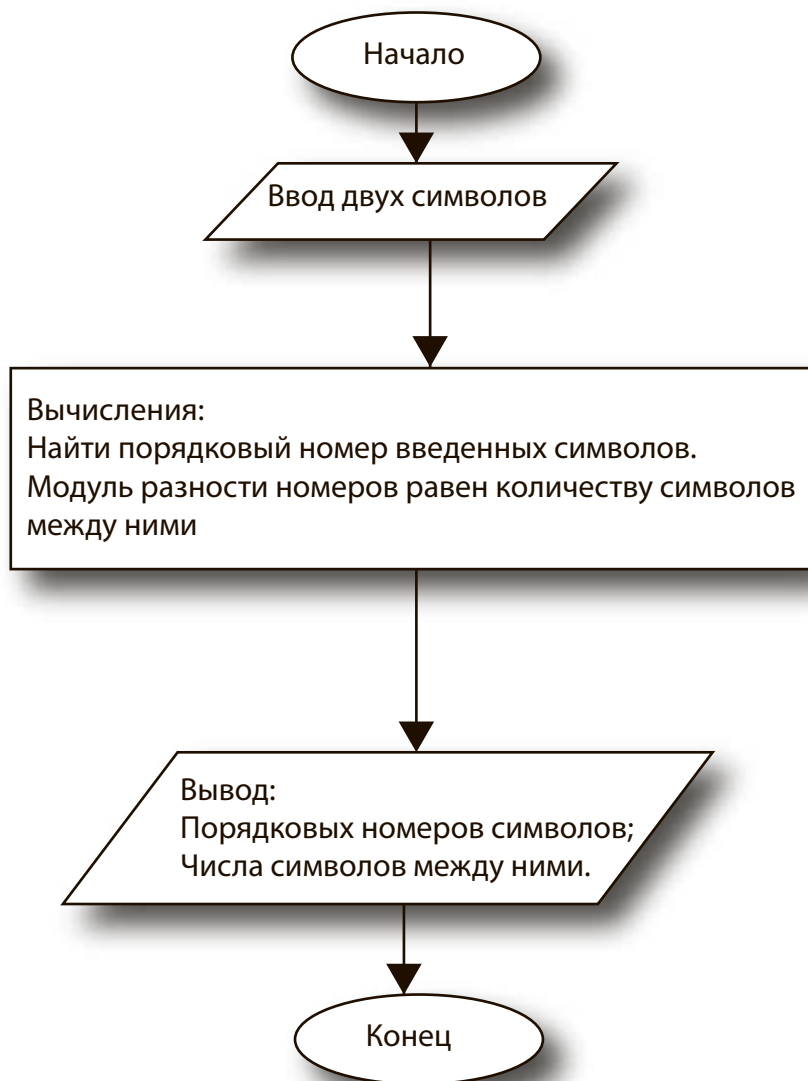 Начало
Ввод двух символов
Вычисления:
Найти порядковый номер введенных символов.
Модуль разности номеров равен количеству символов
между ними
Вывод:
Порядковых номеров символов;
Числа символов между ними.
Конец